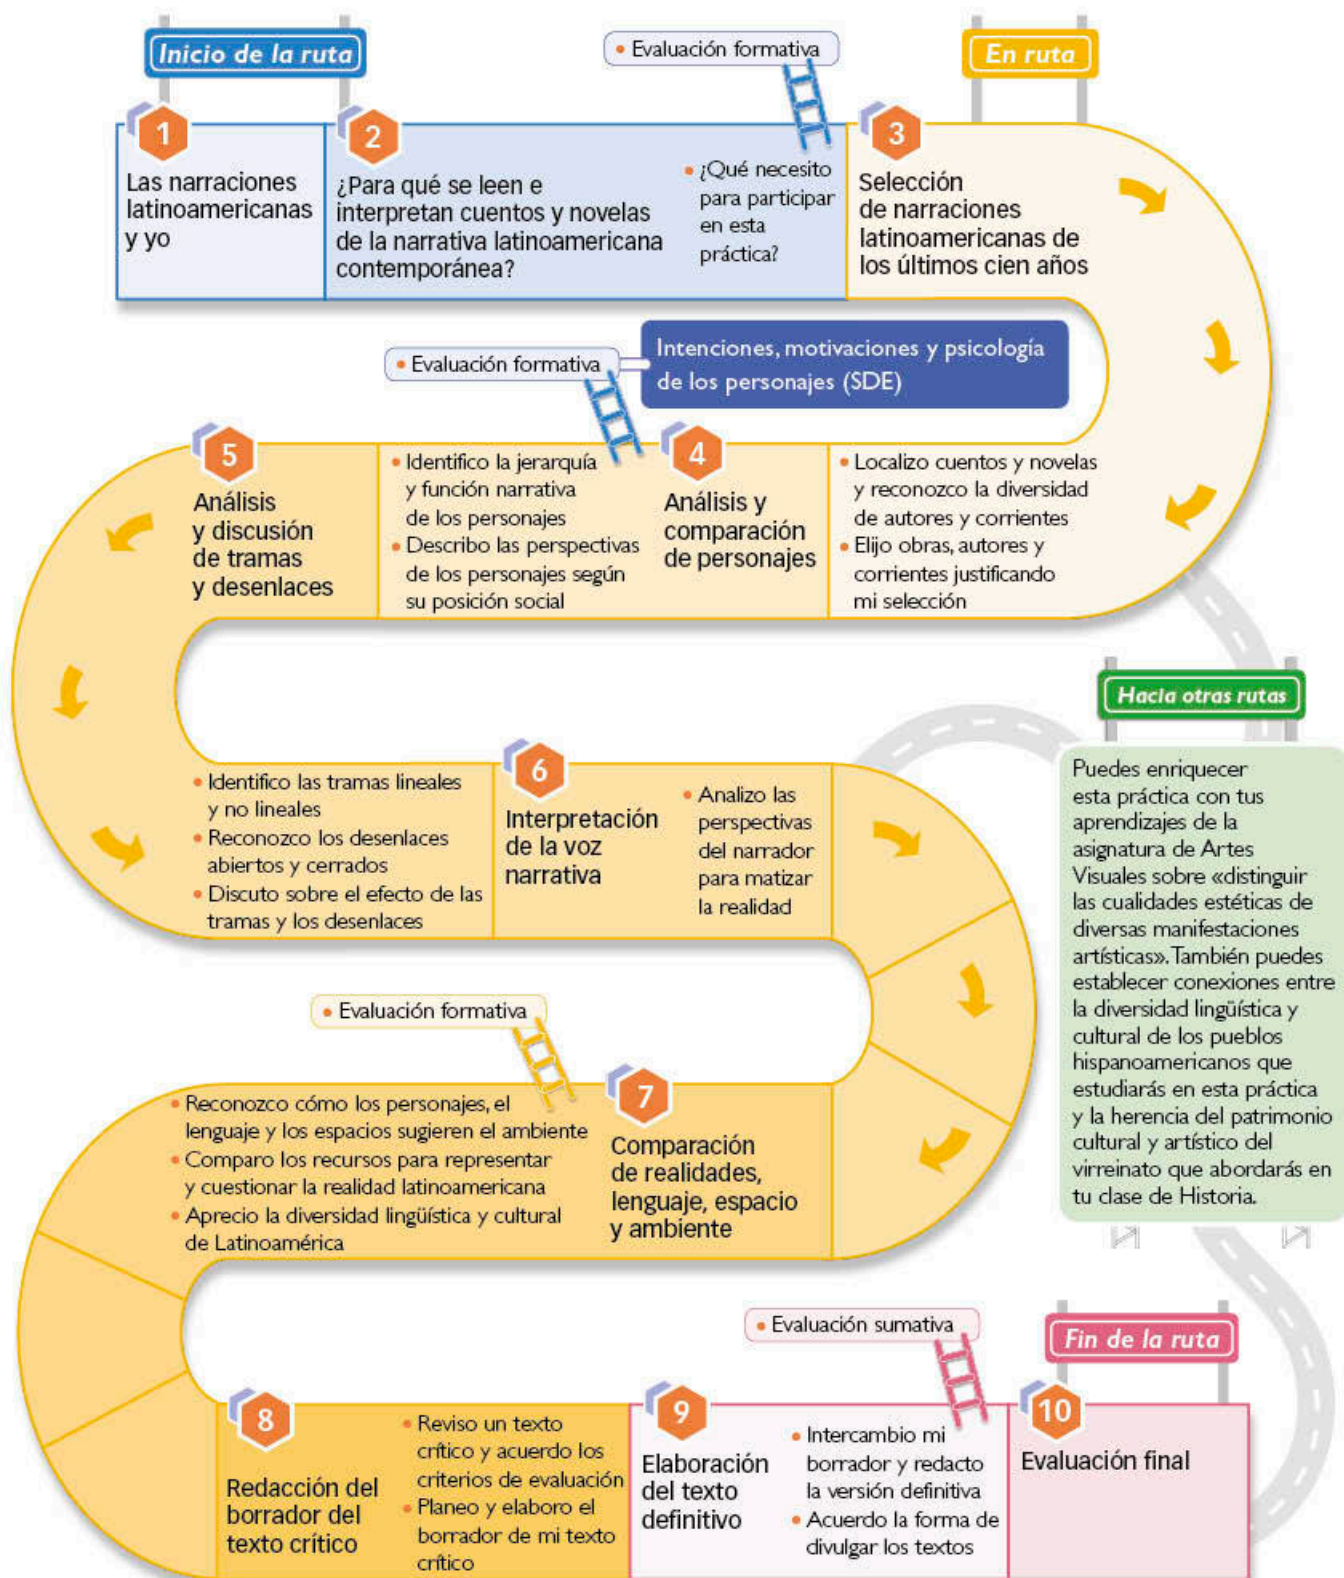 Inicio de la ruta
1
Las narraciones
latinoamericanas
y yo
2
¿Para qué se leen e
interpretan cuentos y novelas
de la narrativa latinoamericana
contemporánea?
• Evaluación formativa
• ¿Qué necesito
para participar
en esta
práctica?
En ruta
3
Selección
de narraciones
latinoamericanas de
los últimos cien años
• Localizo cuentos y novelas
y reconozco la diversidad
de autores y corrientes
• Elijo obras, autores y
corrientes justificando
mi selección
• Evaluación formativa
Intenciones, motivaciones y psicología
de los personajes (SDE)
4
Análisis y
comparación
de personajes
• Identifico la jerarquía
y función narrativa
de los personajes
• Describo las perspectivas
de los personajes según
su posición social
5
Análisis
y discusión
de tramas
y desenlaces
• Identifico las tramas lineales
y no lineales
• Reconozco los desenlaces
abiertos y cerrados
• Discuto sobre el efecto de las
tramas y los desenlaces
6
Interpretación
de la voz
narrativa
• Analizo las
perspectivas
del narrador
para matizar
la realidad
Hacia otras rutas
Puedes enriquecer
esta práctica con tus
aprendizajes de la
asignatura de Artes
Visuales sobre «distinguir
las cualidades estéticas de
diversas manifestaciones
artísticas». También puedes
establecer conexiones entre
la diversidad lingüística y
cultural de los pueblos
hispanoamericanos que
estudiarás en esta práctica
y la herencia del patrimonio
cultural y artístico del
virreinato que abordarás en
tu clase de Historia.
• Evaluación formativa
7
Comparación
de realidades,
lenguaje, espacio
y ambiente
• Reconozco cómo los personajes, el
lenguaje y los espacios sugieren el ambiente
• Comparo los recursos para representar
y cuestionar la realidad latinoamericana
• Aprecio la diversidad lingüística y cultural
de Latinoamérica
8
Redacción del
borrador del
texto crítico
• Reviso un texto
crítico y acuerdo los
criterios de evaluación
• Planeo y elaboro el
borrador de mi texto
crítico
9
Elaboración
del texto
definitivo
• Evaluación sumativa
• Intercambio mi
borrador y redacto
la versión definitiva
• Acuerdo la forma de
divulgar los textos
Fin de la ruta
10
Evaluación final